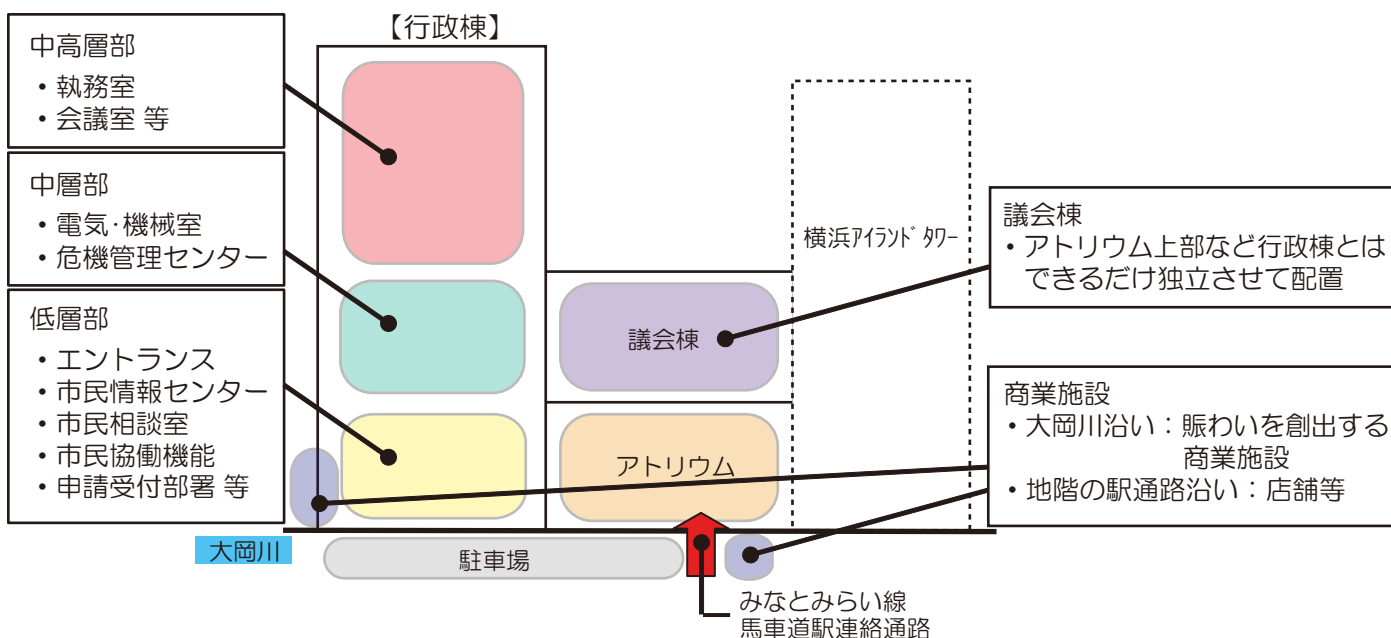 【行政棟】
中高層部
・執務室
・会議室 等
中層部
・電気･機械室
・危機管理センター
低層部
・エントランス
・市民情報センター
・市民相談室
・市民協働機能
・申請受付部署 等
横浜ｱｲﾗﾝﾄﾞﾀﾜｰ
議会棟
アトリウム
議会棟
・アトリウム上部など行政棟とは
できるだけ独立させて配置
商業施設
・大岡川沿い：賑わいを創出する
商業施設
・地階の駅通路沿い：店舗等
大岡川
駐車場
みなとみらい線
馬車道駅連絡通路